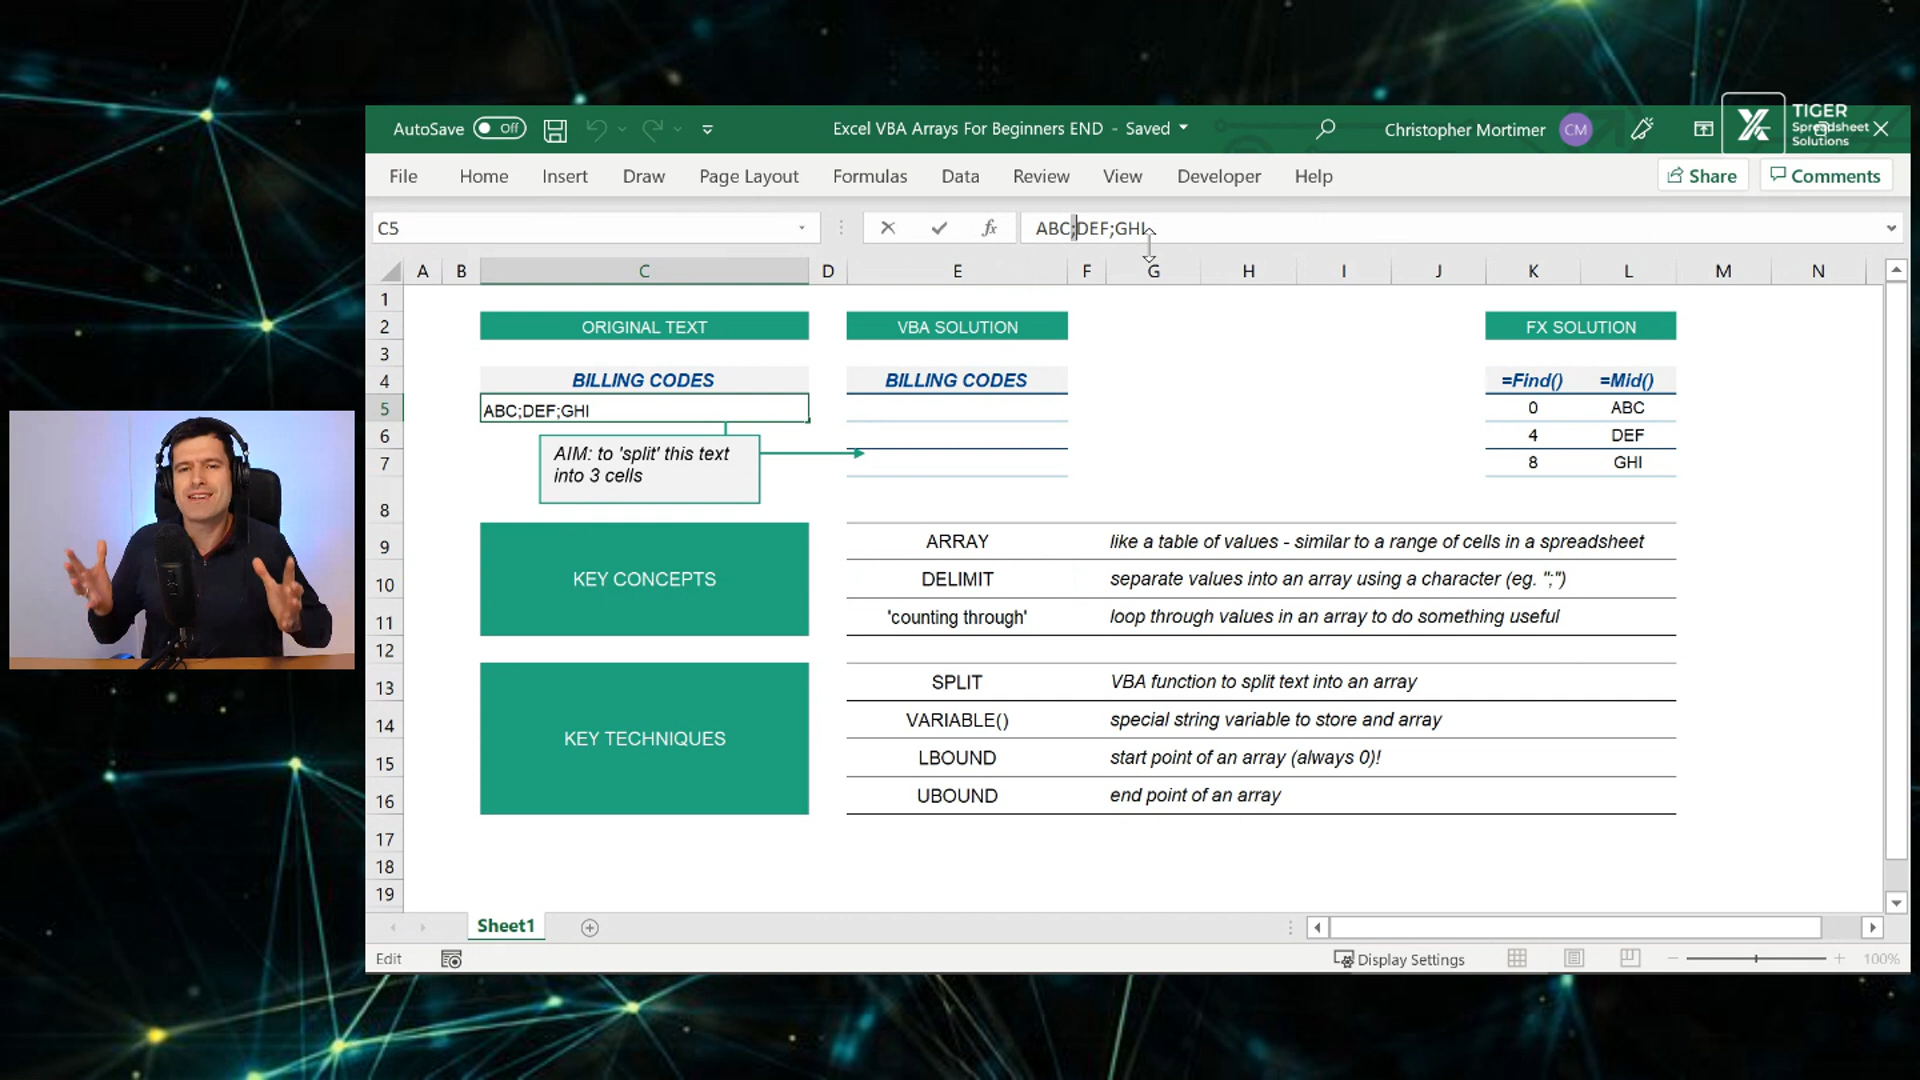 AutoSave Off Excel VBA Arrays For Beginners END - Saved Christopher Mortimer CM
TIGER
Spreadsheet
Solutions
File Home Insert Draw Page Layout Formulas Data Review View Developer Help Share Comments
C5 fx ABC;DEF;GHI
A B C D E F G H I J K L M N
1
2 ORIGINAL TEXT VBA SOLUTION FX SOLUTION
3
4 BILLING CODES BILLING CODES =Find() =Mid()
5 ABC;DEF;GHI 0 ABC
6 4 DEF
7 8 GHI
AIM: to 'split' this text
into 3 cells
8
9 ARRAY like a table of values - similar to a range of cells in a spreadsheet
10 KEY CONCEPTS DELIMIT separate values into an array using a character (eg. ";")
11 'counting through' loop through values in an array to do something useful
12
13 SPLIT VBA function to split text into an array
14 VARIABLE() special string variable to store and array
KEY TECHNIQUES
15 LBOUND start point of an array (always 0)!
16 UBOUND end point of an array
17
18
19
Sheet1
Edit Display Settings 100%